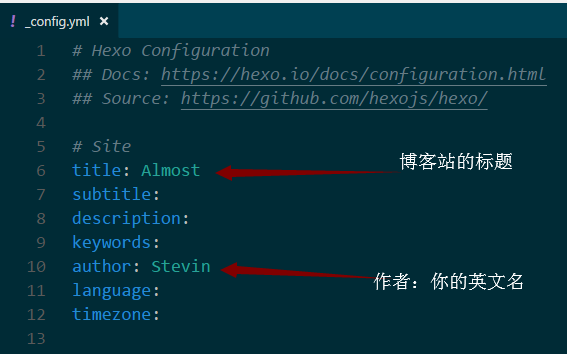 ! _config.yml ×
1 # Hexo Configuration
2 ## Docs: https://hexo.io/docs/configuration.html
3 ## Source: https://github.com/hexojs/hexo/
4
5 # Site
6 title: Almost 博客站的标题
7 subtitle:
8 description:
9 keywords:
10 author: Stevin 作者：你的英文名
11 language:
12 timezone:
13